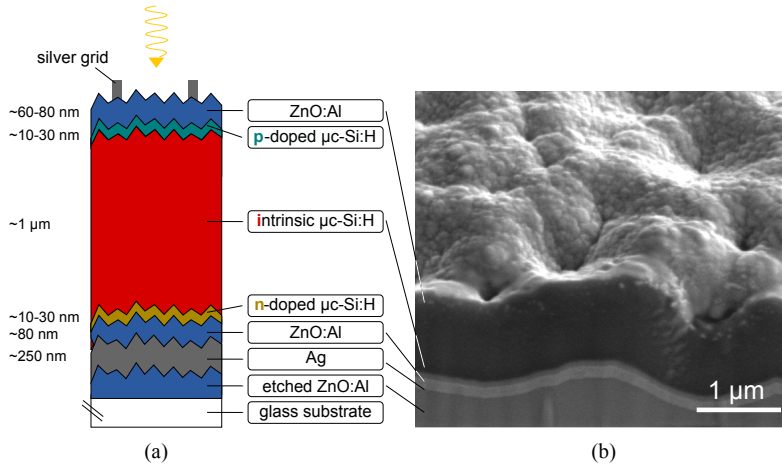 silver grid
~60-80 nm
ZnO:Al
~10-30 nm
p-doped µc-Si:H
~1 µm
intrinsic µc-Si:H
~10-30 nm
n-doped µc-Si:H
~80 nm
ZnO:Al
~250 nm
Ag
etched ZnO:Al
glass substrate
1 µm
(a)
(b)